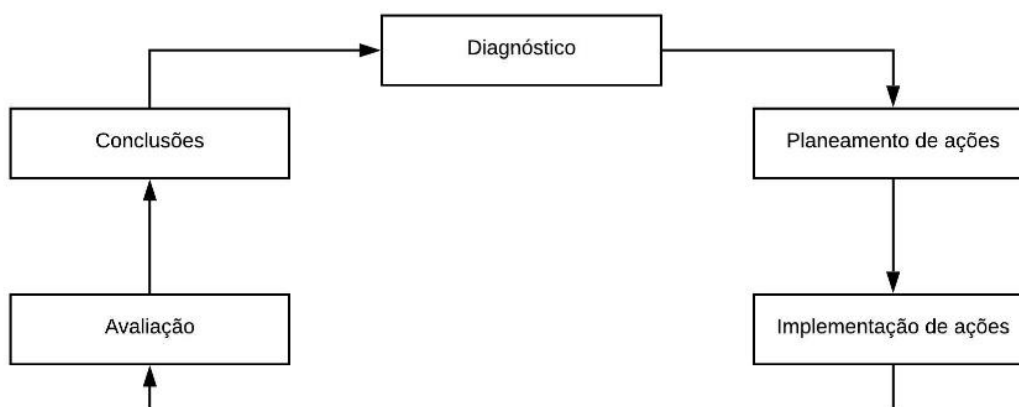 Diagnóstico
Conclusões
Planeamento de ações
Avaliação
Implementação de ações